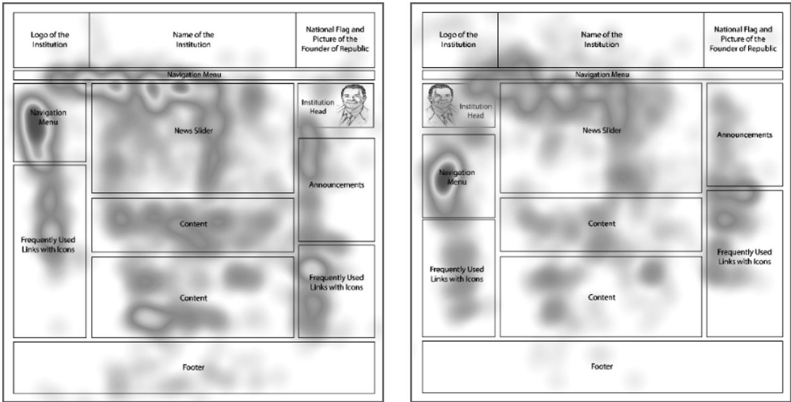 Logo of the
Institution
Name of the
Institution
National Flag and
Picture of the
Founder of Republic
Navigation Menu
Navigation
Menu
News Slider
Institution
Head
Announcements
Content
Frequently Used
Links with Icons
Content
Frequently Used
Links with Icons
Footer
Logo of the
Institution
Name of the
Institution
National Flag and
Picture of the
Founder of Republic
Navigation Menu
Institution
Head
News Slider
Announcements
Navigation
Menu
Content
Frequently Used
Links with Icons
Frequently Used
Links with Icons
Content
Footer